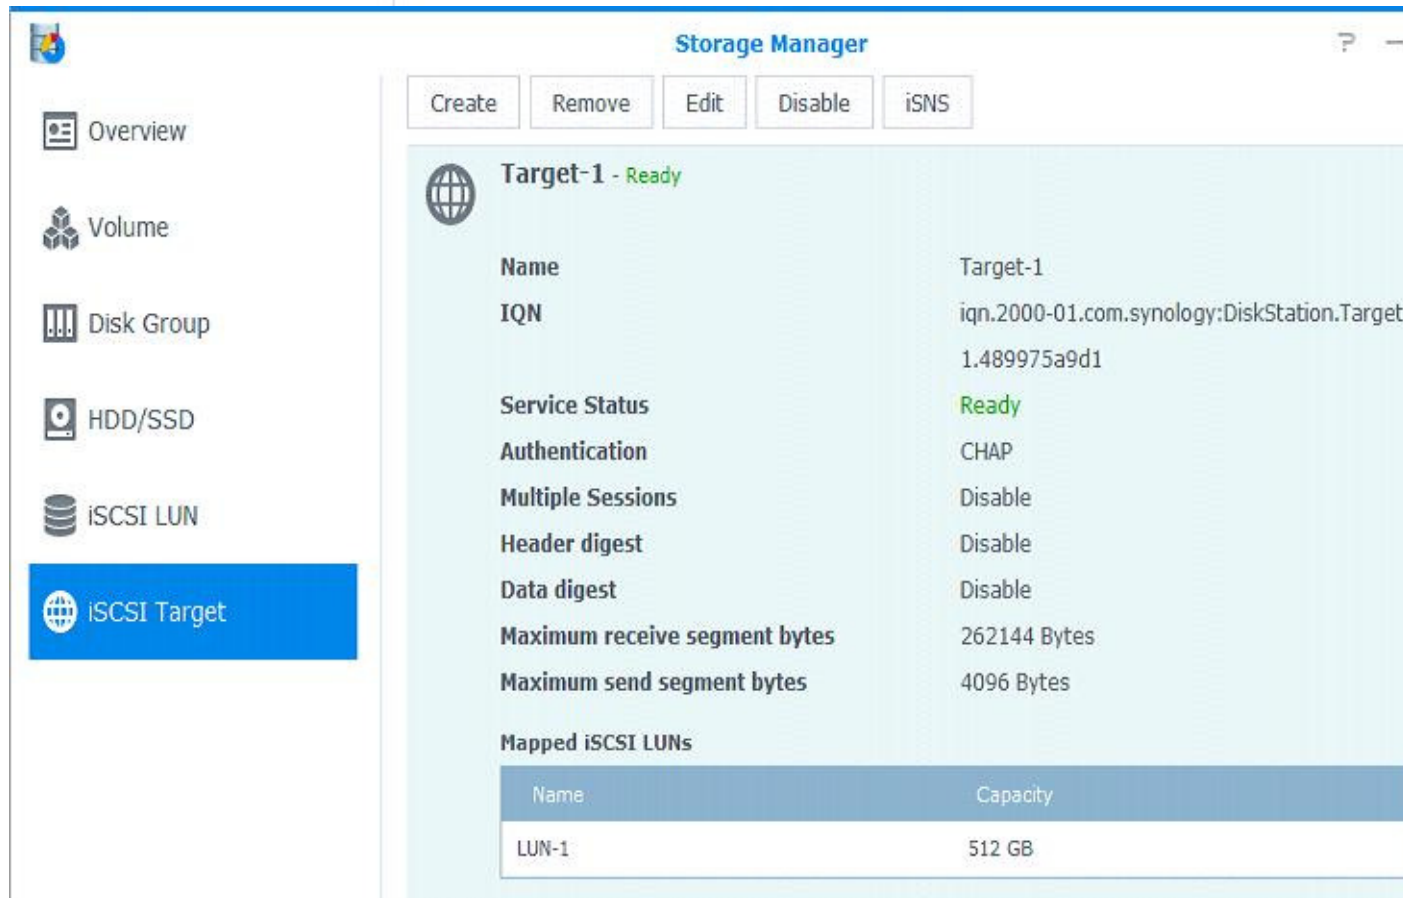 Storage Manager
?
Overview
Volume
Disk Group
HDD/SSD
iSCSI LUN
iSCSI Target
Create Remove Edit Disable iSNS
Target-1 - Ready
Name Target-1
IQN iqn.2000-01.com.synology:DiskStation.Target
1.489975a9d1
Service Status Ready
Authentication CHAP
Multiple Sessions Disable
Header digest Disable
Data digest Disable
Maximum receive segment bytes 262144 Bytes
Maximum send segment bytes 4096 Bytes
Mapped iSCSI LUNs
Name Capacity
LUN-1 512 GB